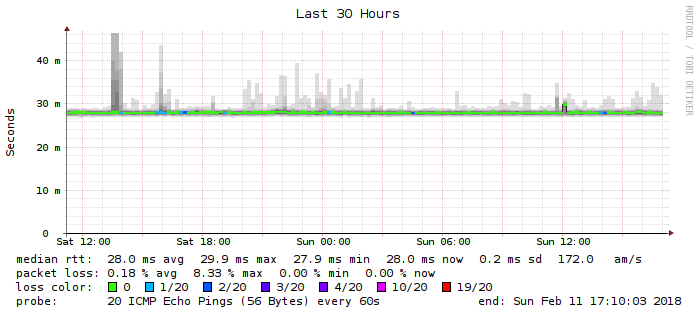 Last 30 Hours
RRDTOOL / TOBI OETIKER
Seconds
40 m
30 m
20 m
10 m
0
Sat 12:00 Sat 18:00 Sun 00:00 Sun 06:00 Sun 12:00
median rtt: 28.0 ms avg 29.9 ms max 27.9 ms min 28.0 ms now 0.2 ms sd 172.0 am/s
packet loss: 0.18 % avg 8.33 % max 0.00 % min 0.00 % now
loss color: 0 1/20 2/20 3/20 4/20 10/20 19/20
probe: 20 ICMP Echo Pings (56 Bytes) every 60s end: Sun Feb 11 17:10:03 2018